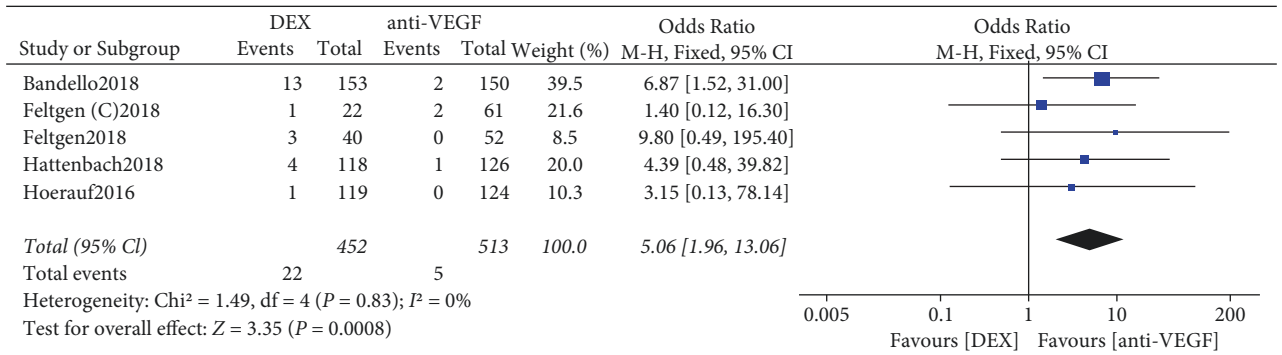 DEX anti-VEGF Odds Ratio Odds Ratio
Study or Subgroup Events Total Events Total Weight (%) M-H, Fixed, 95% CI M-H, Fixed, 95% CI
Bandello2018 13 153 2 150 39.5 6.87 [1.52, 31.00]
Feltgen (C)2018 1 22 2 61 21.6 1.40 [0.12, 16.30]
Feltgen2018 3 40 0 52 8.5 9.80 [0.49, 195.40]
Hattenbach2018 4 118 1 126 20.0 4.39 [0.48, 39.82]
Hoerauf2016 1 119 0 124 10.3 3.15 [0.13, 78.14]
Total (95% Cl) 452 513 100.0 5.06 [1.96, 13.06]
Total events 22 5
Heterogeneity: Chi² = 1.49, df = 4 (P = 0.83); I² = 0%
Test for overall effect: Z = 3.35 (P = 0.0008)
0.005 0.1 1 10 200
Favours [DEX] Favours [anti-VEGF]